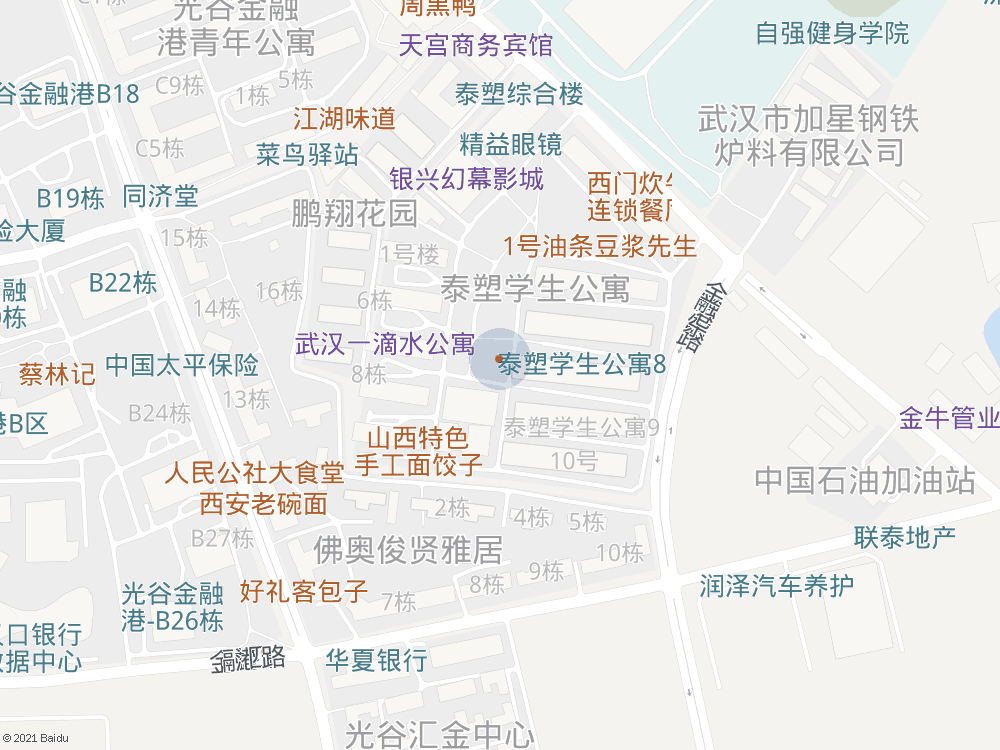 光谷金融
港青年公寓
周黑鸭
天宫商务宾馆
自强健身学院
C9栋
5栋
1栋
谷金融港B18
泰塑综合楼
江湖味道
武汉市加星钢铁
炉料有限公司
C5栋
菜鸟驿站
精益眼镜
银兴幻幕影城
西门炊
连锁餐
B19栋
同济堂
鹏翔花园
险大厦
15栋
1号楼
1号油条豆浆先生
B22栋
16栋
泰塑学生公寓
融
栋
14栋
6栋
武汉一滴水公寓
中国太平保险
泰塑学生公寓8
蔡林记
8栋
13栋
港B区
B24栋
金牛管业
山西特色
手工面饺子
泰塑学生公寓9
10号
人民公社大食堂
西安老碗面
中国石油加油站
2栋
4栋
5栋
B27栋
佛奥俊贤雅居
联泰地产
10栋
9栋
8栋
光谷金融
港-B26栋
好礼客包子
7栋
润泽汽车养护
口银行
据中心
华夏银行
光谷汇金中心
© 2021 Baidu